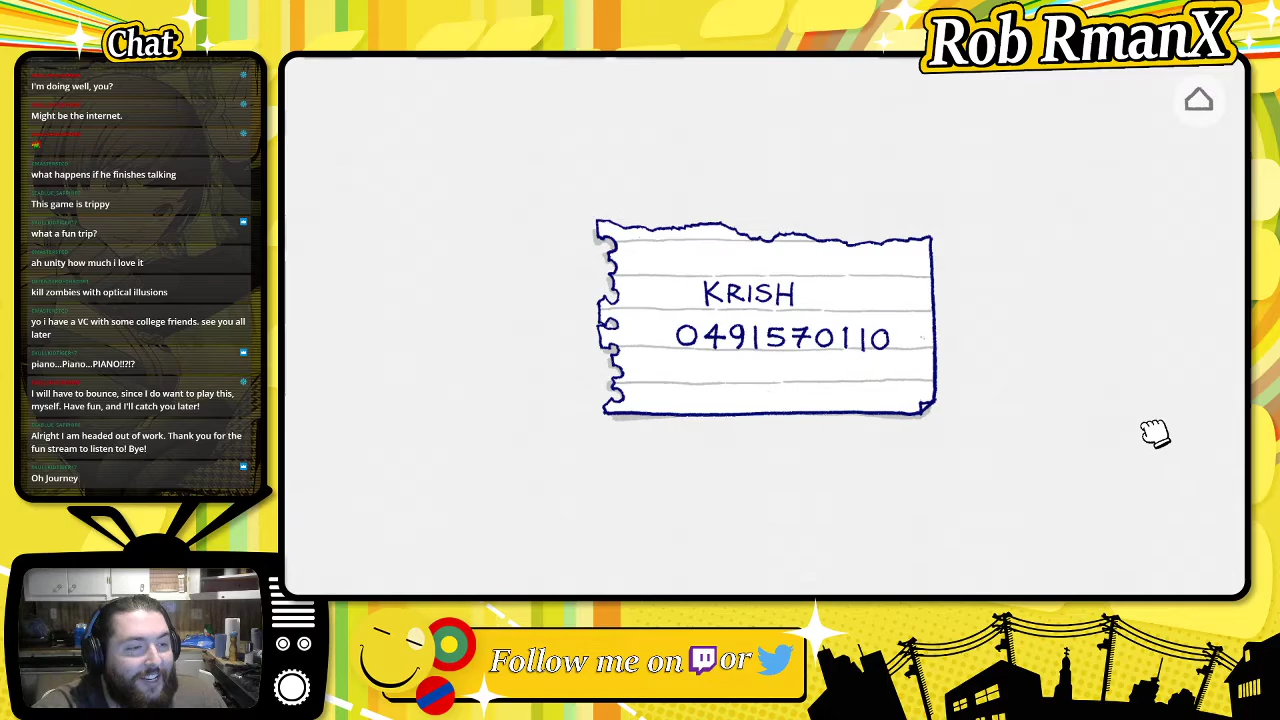 Chat
Rob RmanX
I'm doing well, you?
Might be the internet.
what happens if he finishes talking
This game is trippy
what a fun trip?
ah unity how much i love it
kill zombies with optical illusions
yo i have a VC with some college friends. see you all
later
piano...Piano...PIANO!!?!?
I will have to bounce, since I do want to play this,
myself. Have fun and I'll catch you later!
Alright I am headed out of work. Thank you for the
fun stream to listen to! Bye!
Oh Journey
KRISH
0491570110
Follow me on or